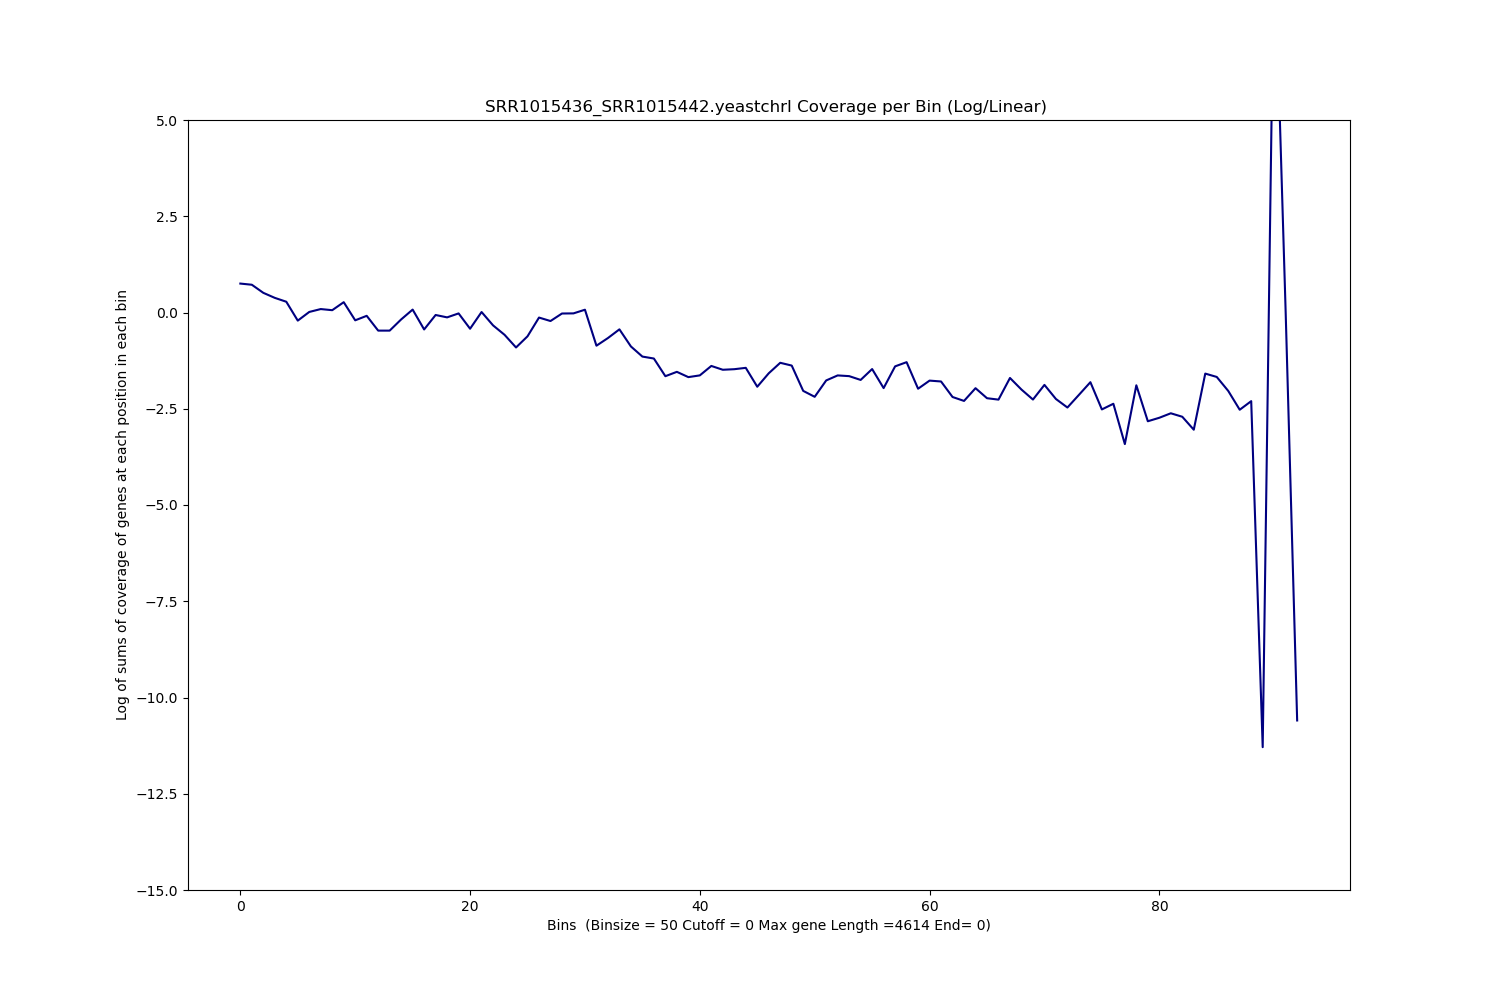 SRR1015436_SRR1015442.yeastchrI Coverage per Bin (Log/Linear)
Log of sums of coverage of genes at each position in each bin
5.0
2.5
0.0
−2.5
−5.0
−7.5
−10.0
−12.5
−15.0
0 20 40 60 80
Bins  (Binsize = 50 Cutoff = 0 Max gene Length =4614 End= 0)